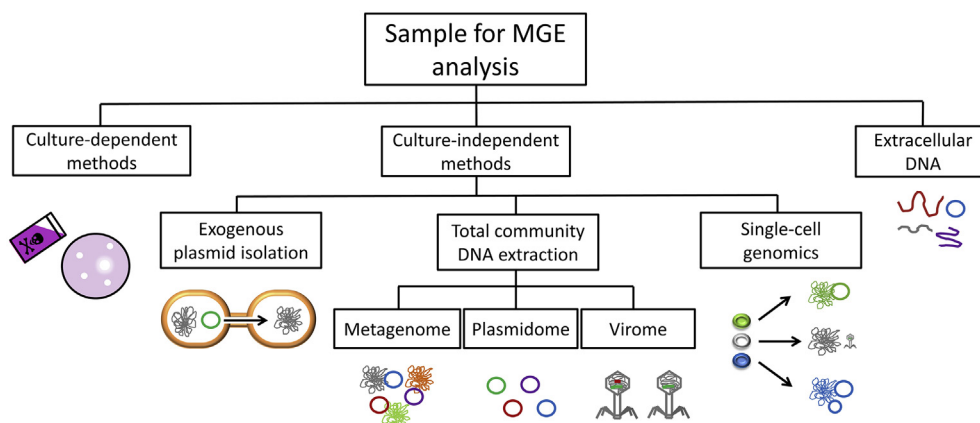 Sample for MGE
analysis
Culture-dependent
methods
Culture-independent
methods
Extracellular
DNA
Exogenous
plasmid isolation
Total community
DNA extraction
Single-cell
genomics
Metagenome
Plasmidome
Virome